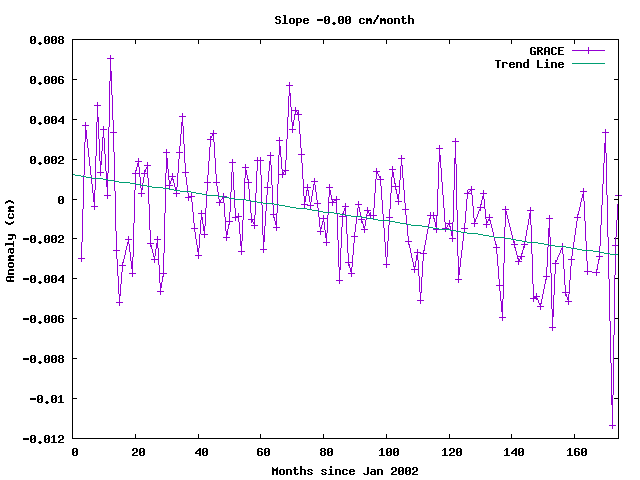 Slope -0.00 cm/month
GRACE
Trend Line
0.008
0.006
0.004
0.002
0
-0.002
-0.004
-0.006
-0.008
-0.01
-0.012
Anomaly (cm)
0 20 40 60 80 100 120 140 160
Months since Jan 2002